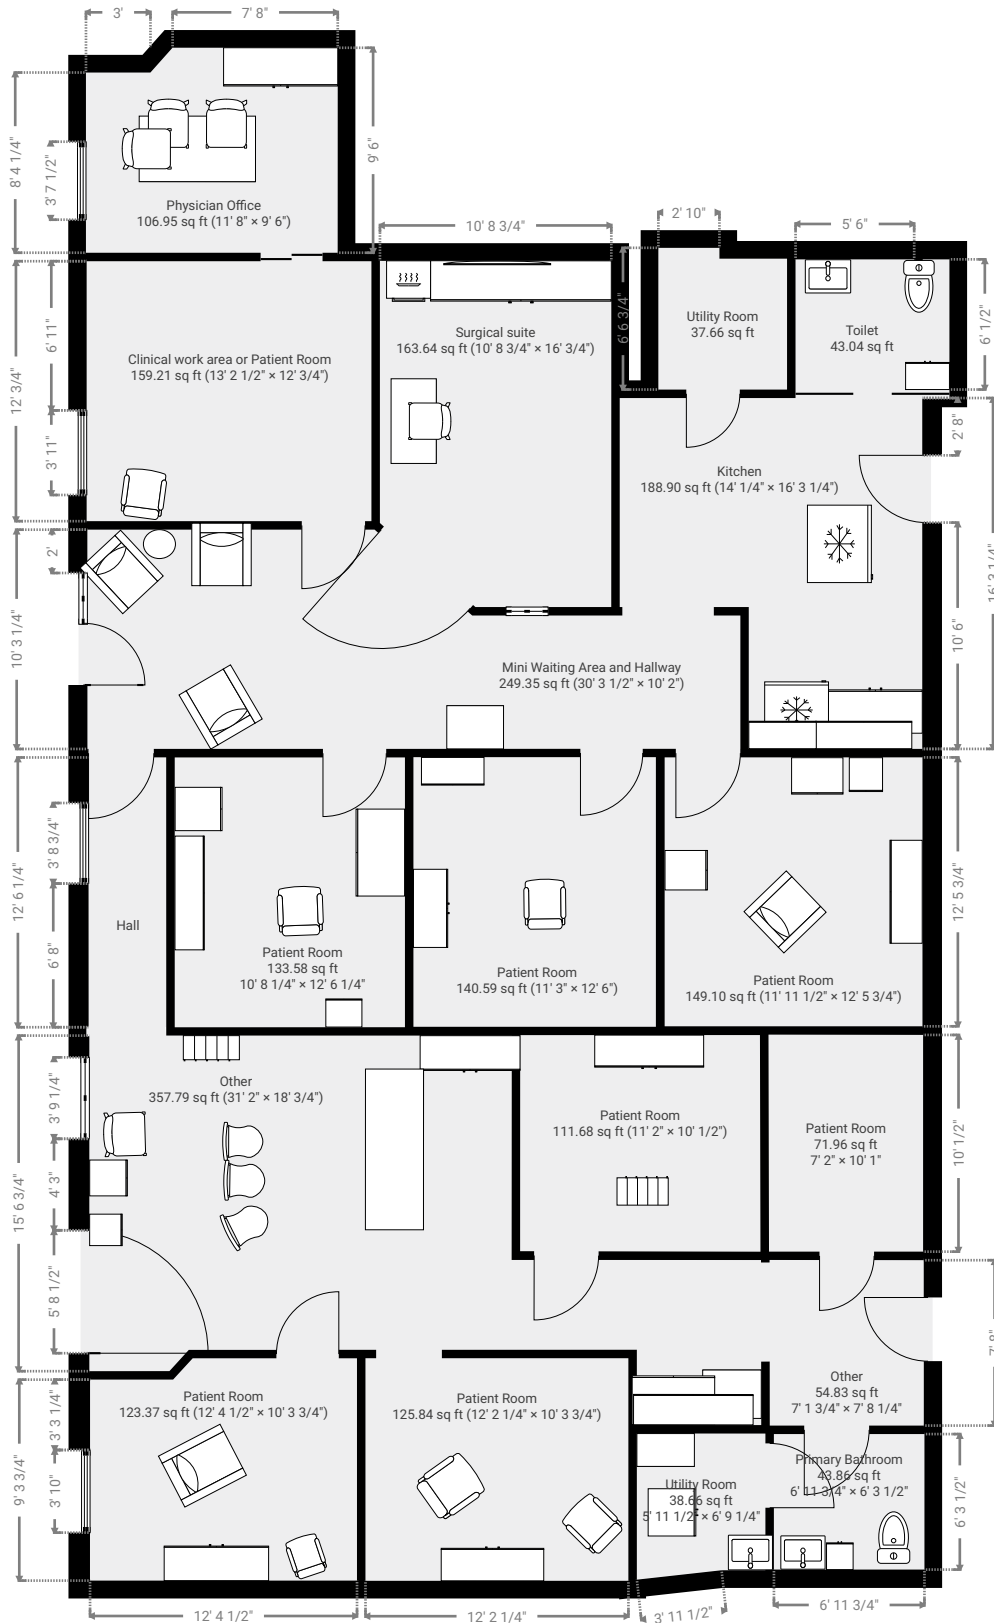 3'
7' 8"
8' 4 1/4"
3' 7 1/2"
9' 6"
Physician Office
106.95 sq ft (11' 8" × 9' 6")
10' 8 3/4"
2' 10"
5' 6"
6' 6 3/4"
6' 1/2"
Utility Room
37.66 sq ft
Toilet
43.04 sq ft
Surgical suite
163.64 sq ft (10' 8 3/4" × 16' 3/4")
Clinical work area or Patient Room
159.21 sq ft (13' 2 1/2" × 12' 3/4")
12' 3/4"
6' 11"
3' 11"
2' 8"
Kitchen
188.90 sq ft (14' 1/4" × 16' 3 1/4")
16' 3 1/4"
10' 6"
10' 3 1/4"
2'
Mini Waiting Area and Hallway
249.35 sq ft (30' 3 1/2" × 10' 2")
12' 6 1/4"
3' 8 3/4"
6' 8"
12' 5 3/4"
Hall
Patient Room
133.58 sq ft
10' 8 1/4" × 12' 6 1/4"
Patient Room
140.59 sq ft (11' 3" × 12' 6")
Patient Room
149.10 sq ft (11' 11 1/2" × 12' 5 3/4")
15' 6 3/4"
3' 9 1/4"
4' 3"
5' 8 1/2"
10' 1/2"
Other
357.79 sq ft (31' 2" × 18' 3/4")
Patient Room
111.68 sq ft (11' 2" × 10' 1/2")
Patient Room
71.96 sq ft
7' 2" × 10' 1"
7' 8"
Other
54.83 sq ft
7' 1 3/4" × 7' 8 1/4"
9' 3 3/4"
3' 3 1/4"
3' 10"
Patient Room
123.37 sq ft (12' 4 1/2" × 10' 3 3/4")
Patient Room
125.84 sq ft (12' 2 1/4" × 10' 3 3/4")
Primary Bathroom
43.86 sq ft
6' 11 3/4" × 6' 3 1/2"
Utility Room
38.66 sq ft
5' 11 1/2" × 6' 9 1/4"
6' 3 1/2"
12' 4 1/2"
12' 2 1/4"
3' 11 1/2"
6' 11 3/4"